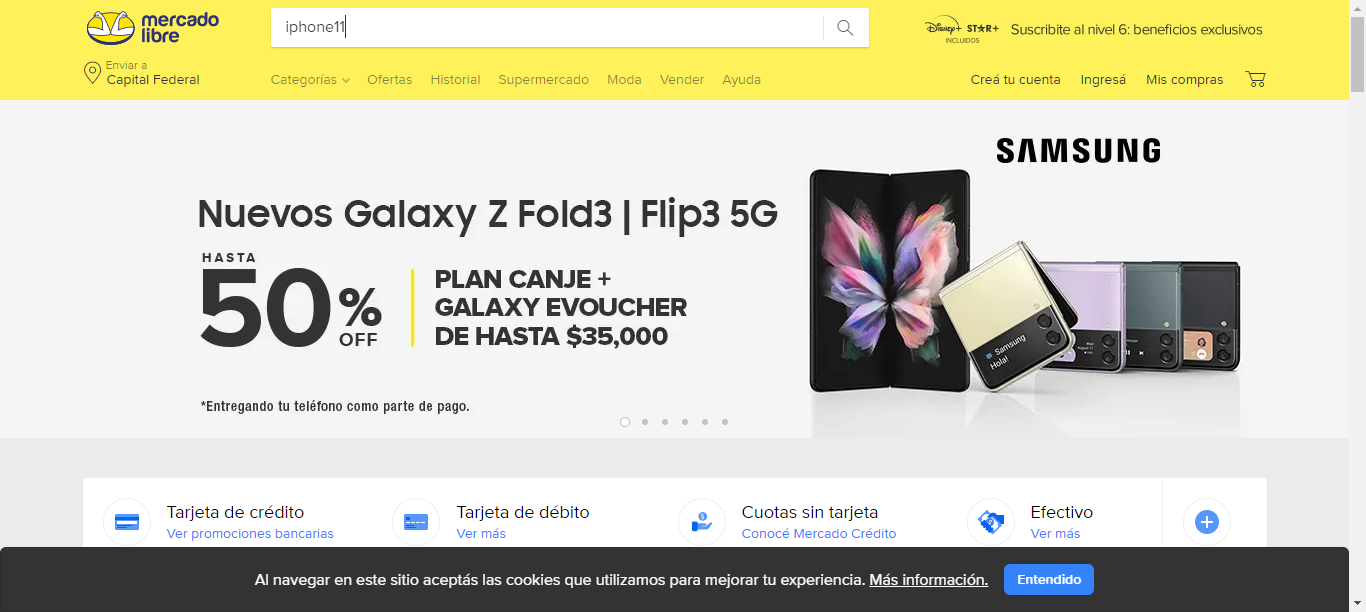 mercado
libre
iphone11
Disney+ STAR+
INCLUIDOS
Suscribite al nivel 6: beneficios exclusivos
Enviar a
Capital Federal
Categorías
Ofertas
Historial
Supermercado
Moda
Vender
Ayuda
Creá tu cuenta
Ingresá
Mis compras
SAMSUNG
Nuevos Galaxy Z Fold3 | Flip3 5G
HASTA
50%
OFF
PLAN CANJE +
GALAXY EVOUCHER
DE HASTA $35,000
Samsung
Hola!
*Entregando tu teléfono como parte de pago.
Tarjeta de crédito
Ver promociones bancarias
Tarjeta de débito
Ver más
Cuotas sin tarjeta
Conocé Mercado Crédito
Efectivo
Ver más
Al navegar en este sitio aceptás las cookies que utilizamos para mejorar tu experiencia. Más información.
Entendido